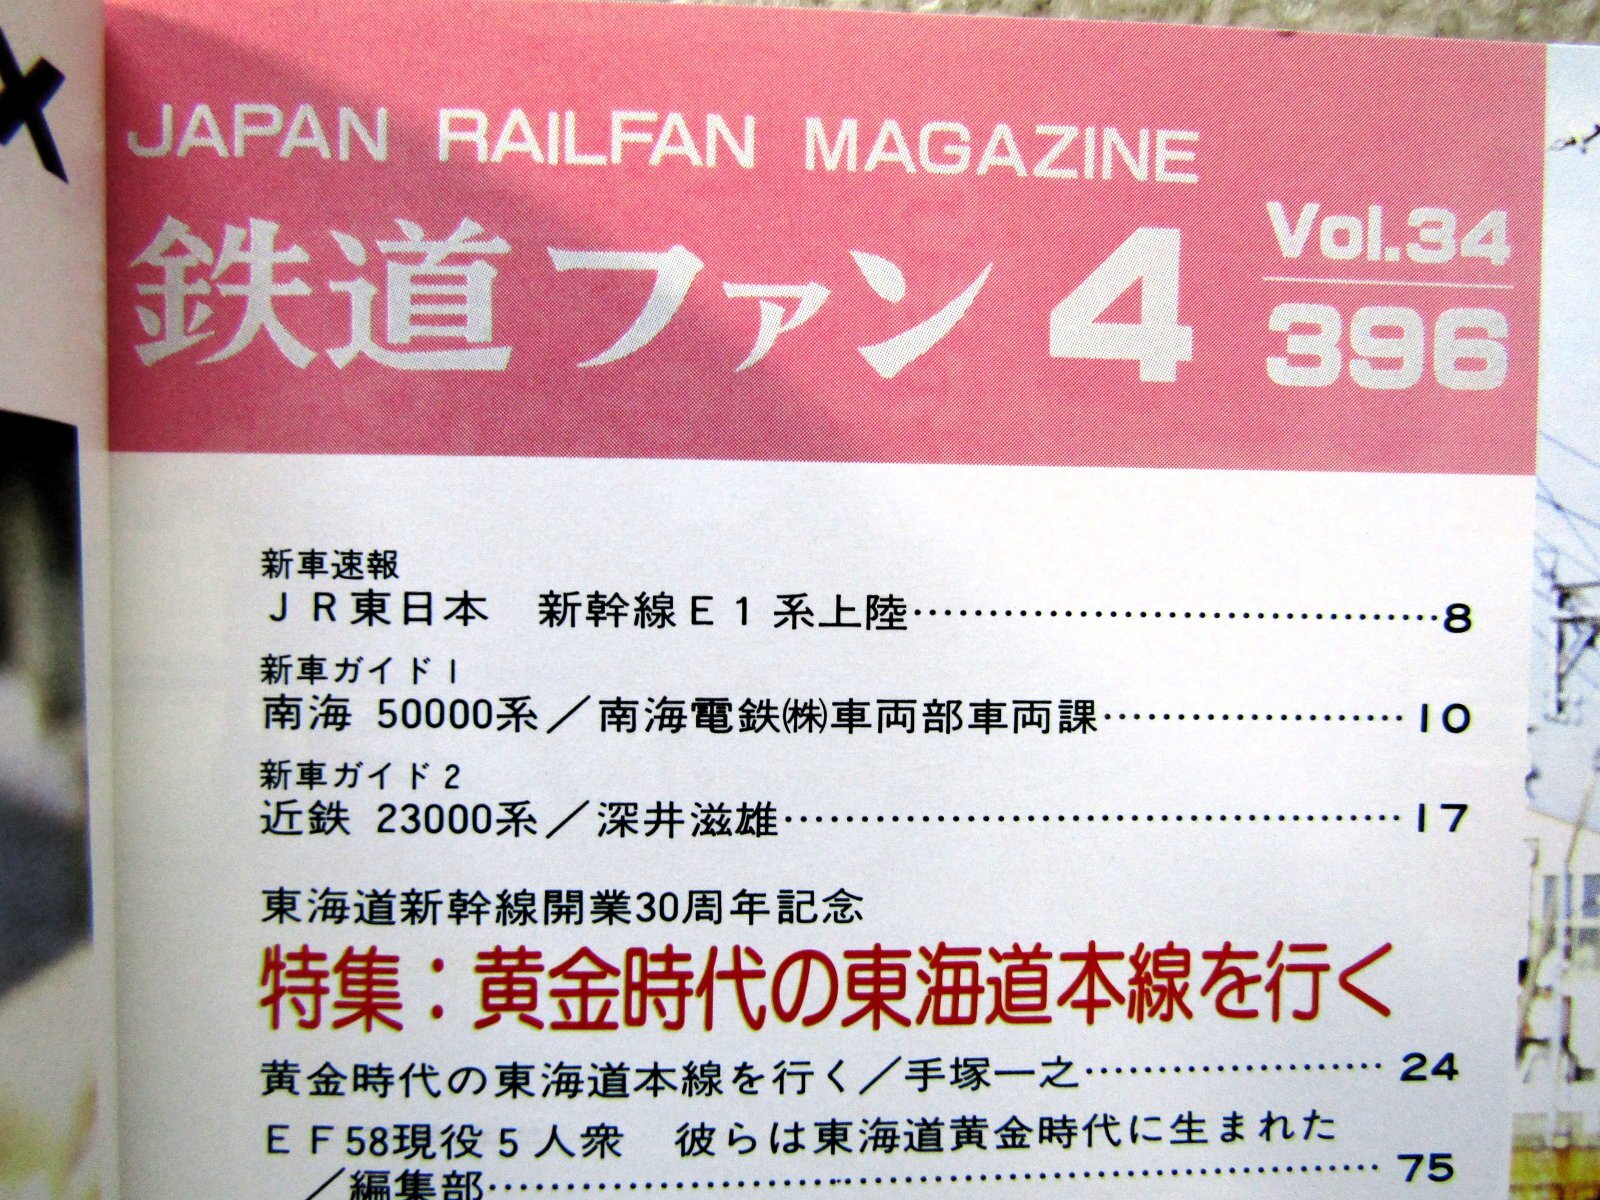 JAPAN RAILFAN MAGAZINE
鉄道ファン 4 Vol.34 396
新車速報
JR東日本 新幹線E1系上陸……………………………8
新車ガイド1
南海 50000系／南海電鉄㈱車両部車両課…………………10
新車ガイド2
近鉄 23000系／深井滋雄……………………………………17
東海道新幹線開業30周年記念
特集：黄金時代の東海道本線を行く
黄金時代の東海道本線を行く／手塚一之…………………24
EF58現役5人衆 彼らは東海道黄金時代に生まれた
／編集部……………………………………………………75